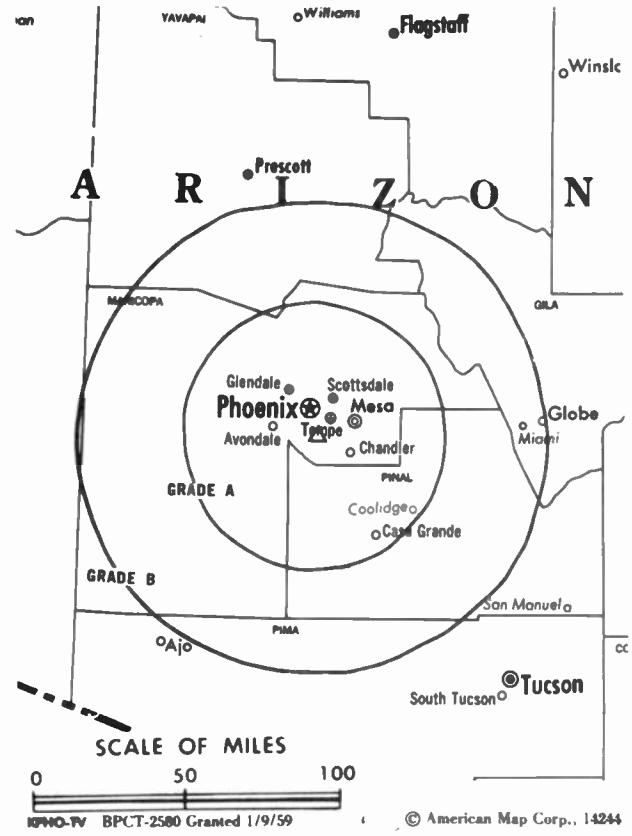 YAVAPAI
Williams
Flagstaff
Prescott
A R I Z O N
MARICOPA
GILA
Glendale
Scottsdale
Phoenix
Mesa
Tempe
Avondale
Chandler
Globe
Miami
PINAL
GRADE A
Coolidge
Casa Grande
GRADE B
San Manuel
PIMA
Ajo
Tucson
South Tucson
SCALE OF MILES
0 50 100
KPHO-TV BPCT-2580 Granted 1/9/59
© American Map Corp., 14244